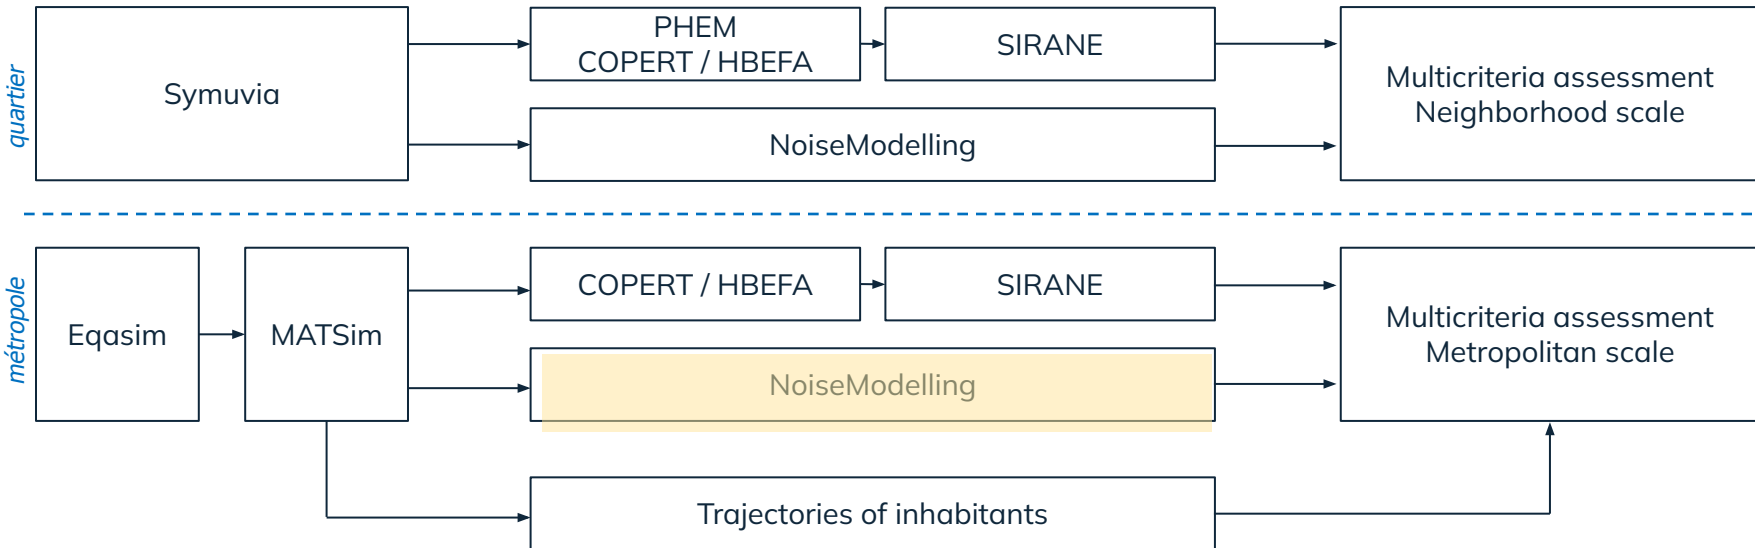 quartier
Symuvia
PHEM
COPERT / HBEFA
SIRANE
NoiseModelling
Multicriteria assessment
Neighborhood scale
métropole
Eqasim
MATSim
COPERT / HBEFA
SIRANE
NoiseModelling
Trajectories of inhabitants
Multicriteria assessment
Metropolitan scale